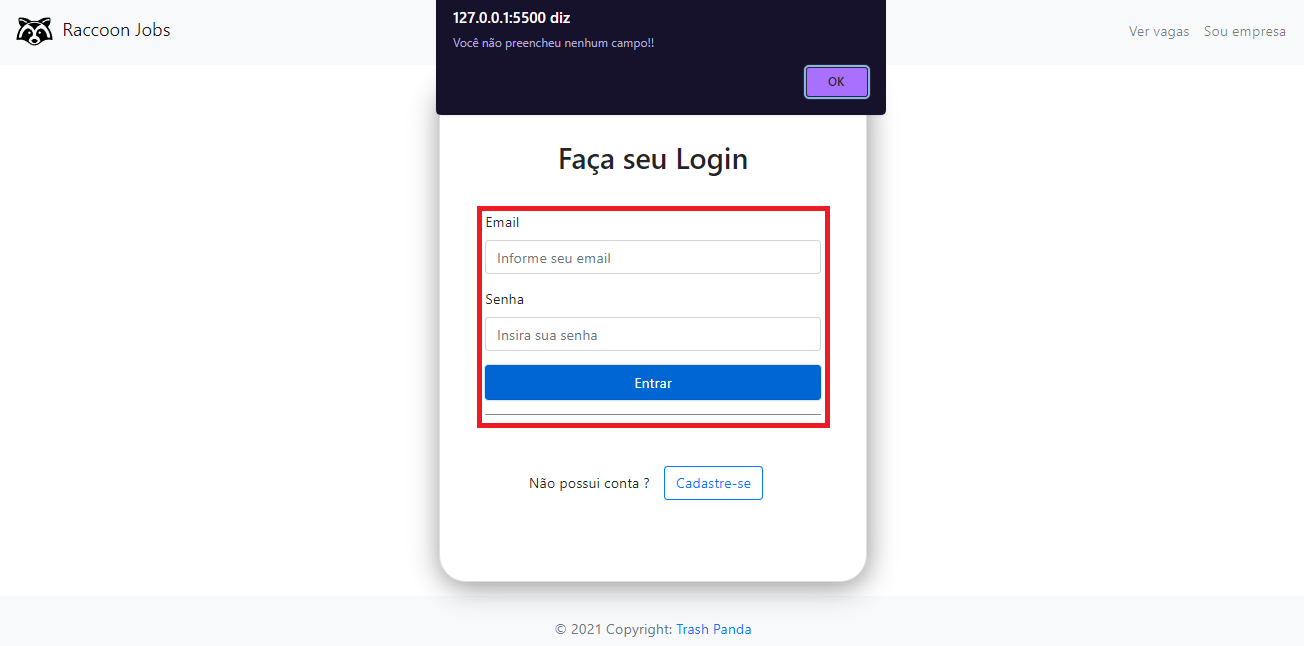 Raccoon Jobs
Ver vagas Sou empresa
127.0.0.1:5500 diz
Você não preencheu nenhum campo!!
OK
Faça seu Login
Email
Informe seu email
Senha
Insira sua senha
Entrar
Não possui conta ? Cadastre-se
© 2021 Copyright: Trash Panda